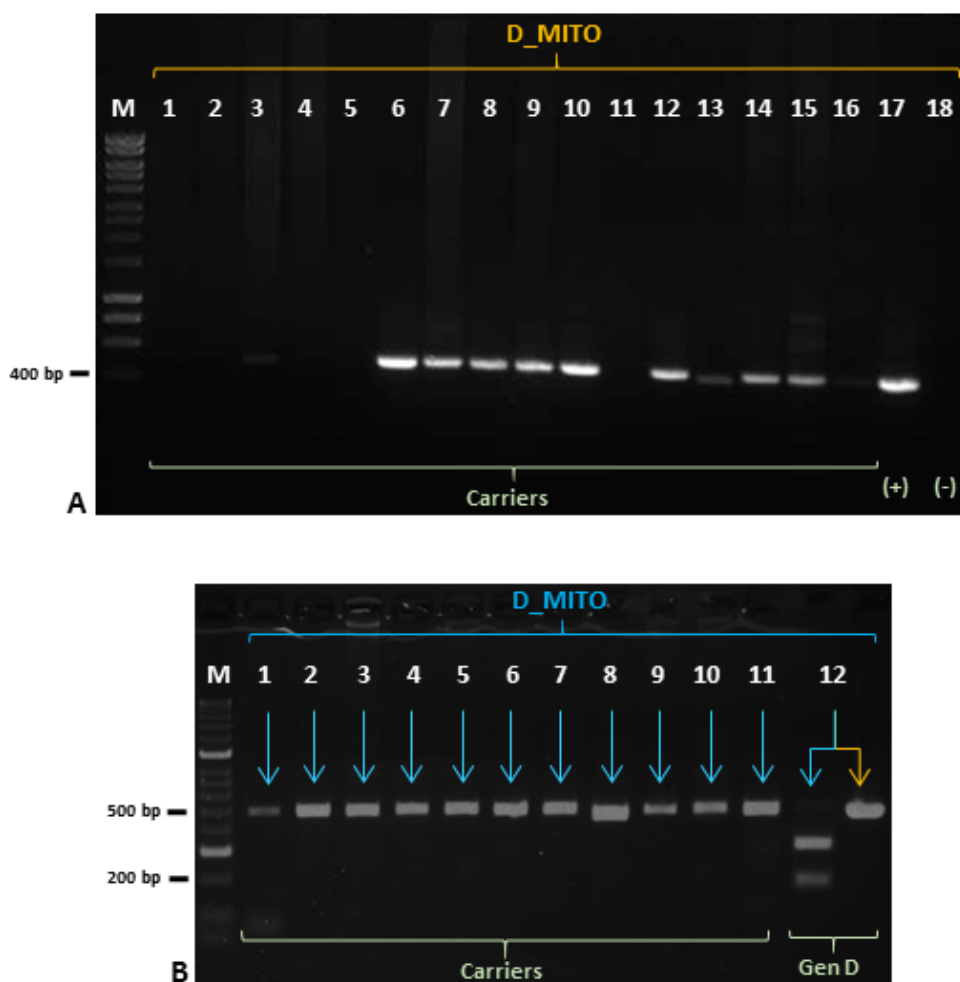 D_MITO
M 1 2 3 4 5 6 7 8 9 10 11 12 13 14 15 16 17 18
400 bp
Carriers (+) (-)
A
D_MITO
M 1 2 3 4 5 6 7 8 9 10 11 12
500 bp
200 bp
Carriers Gen D
B